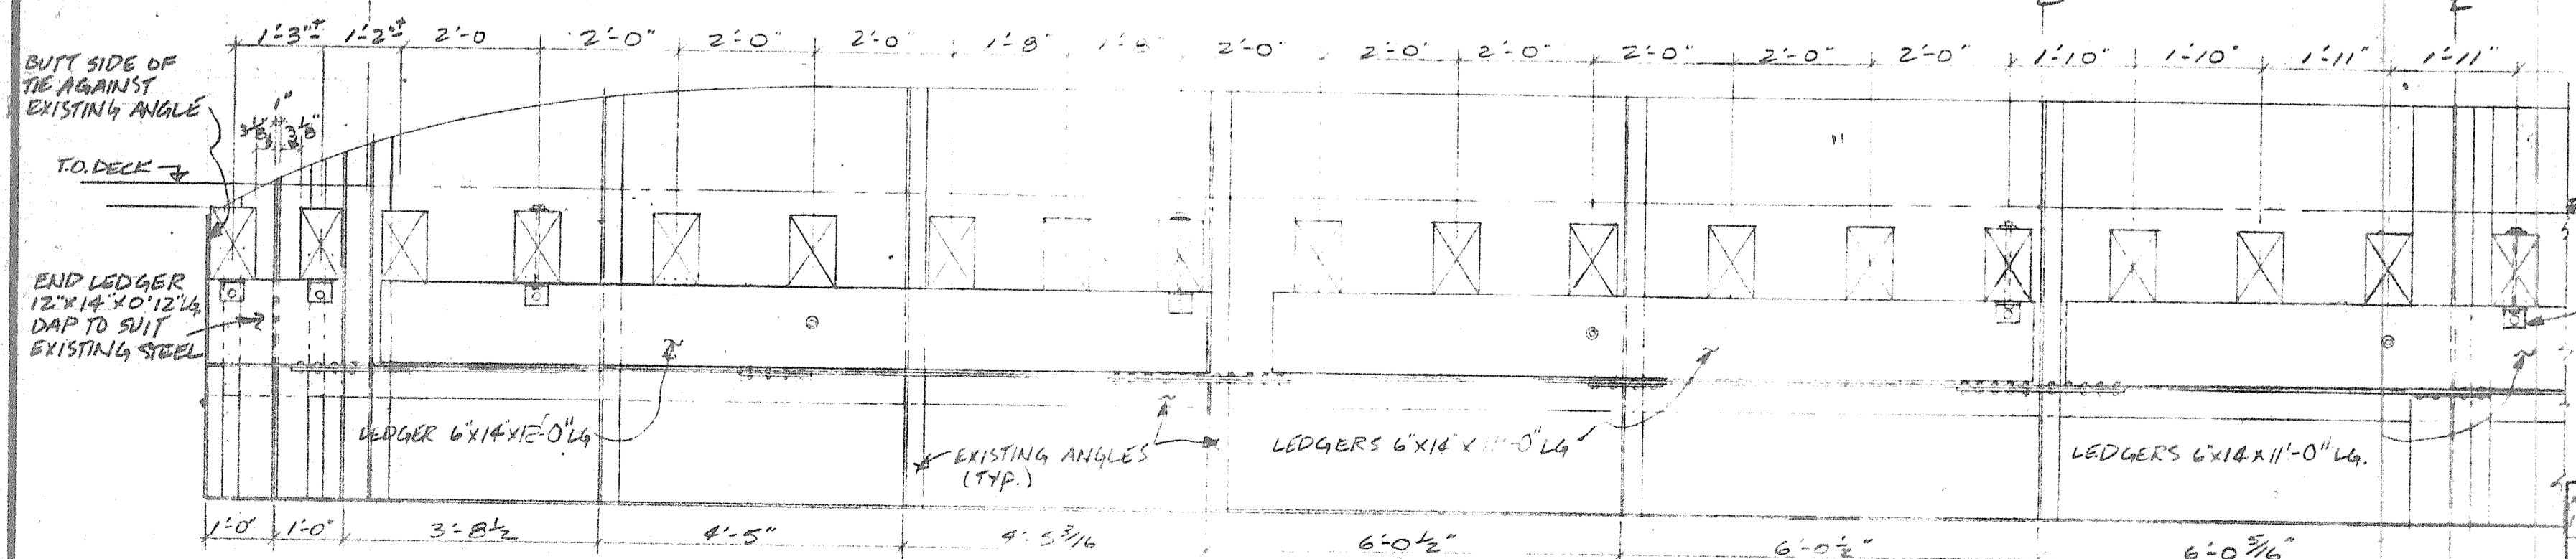 1'-3"± 1'-2"± 2'-0 2'-0" 2'-0" 2'-0 1'-8" 1'-8" 2'-0" 2'-0" 2'-0" 2'-0" 2'-0" 2'-0" 1'-10" 1'-10" 1'-11" 1'-11"
BUTT SIDE OF
TIE AGAINST
EXISTING ANGLE
1"
3 1/8" 3 1/8"
T.O. DECK
END LEDGER
12"X14"X0'12"LG.
DAP TO SUIT
EXISTING STEEL
LEDGER 6"X14"X12'-0"LG
EXISTING ANGLES
(TYP.)
LEDGERS 6"X14"X11'-0"LG
LEDGERS 6"X14X11'-0"LG.
1'-0" 1'-0" 3'-8 1/2 4'-5" 4'-5 3/16 6'-0 1/2" 6'-0 1/2" 6'-0 5/16"